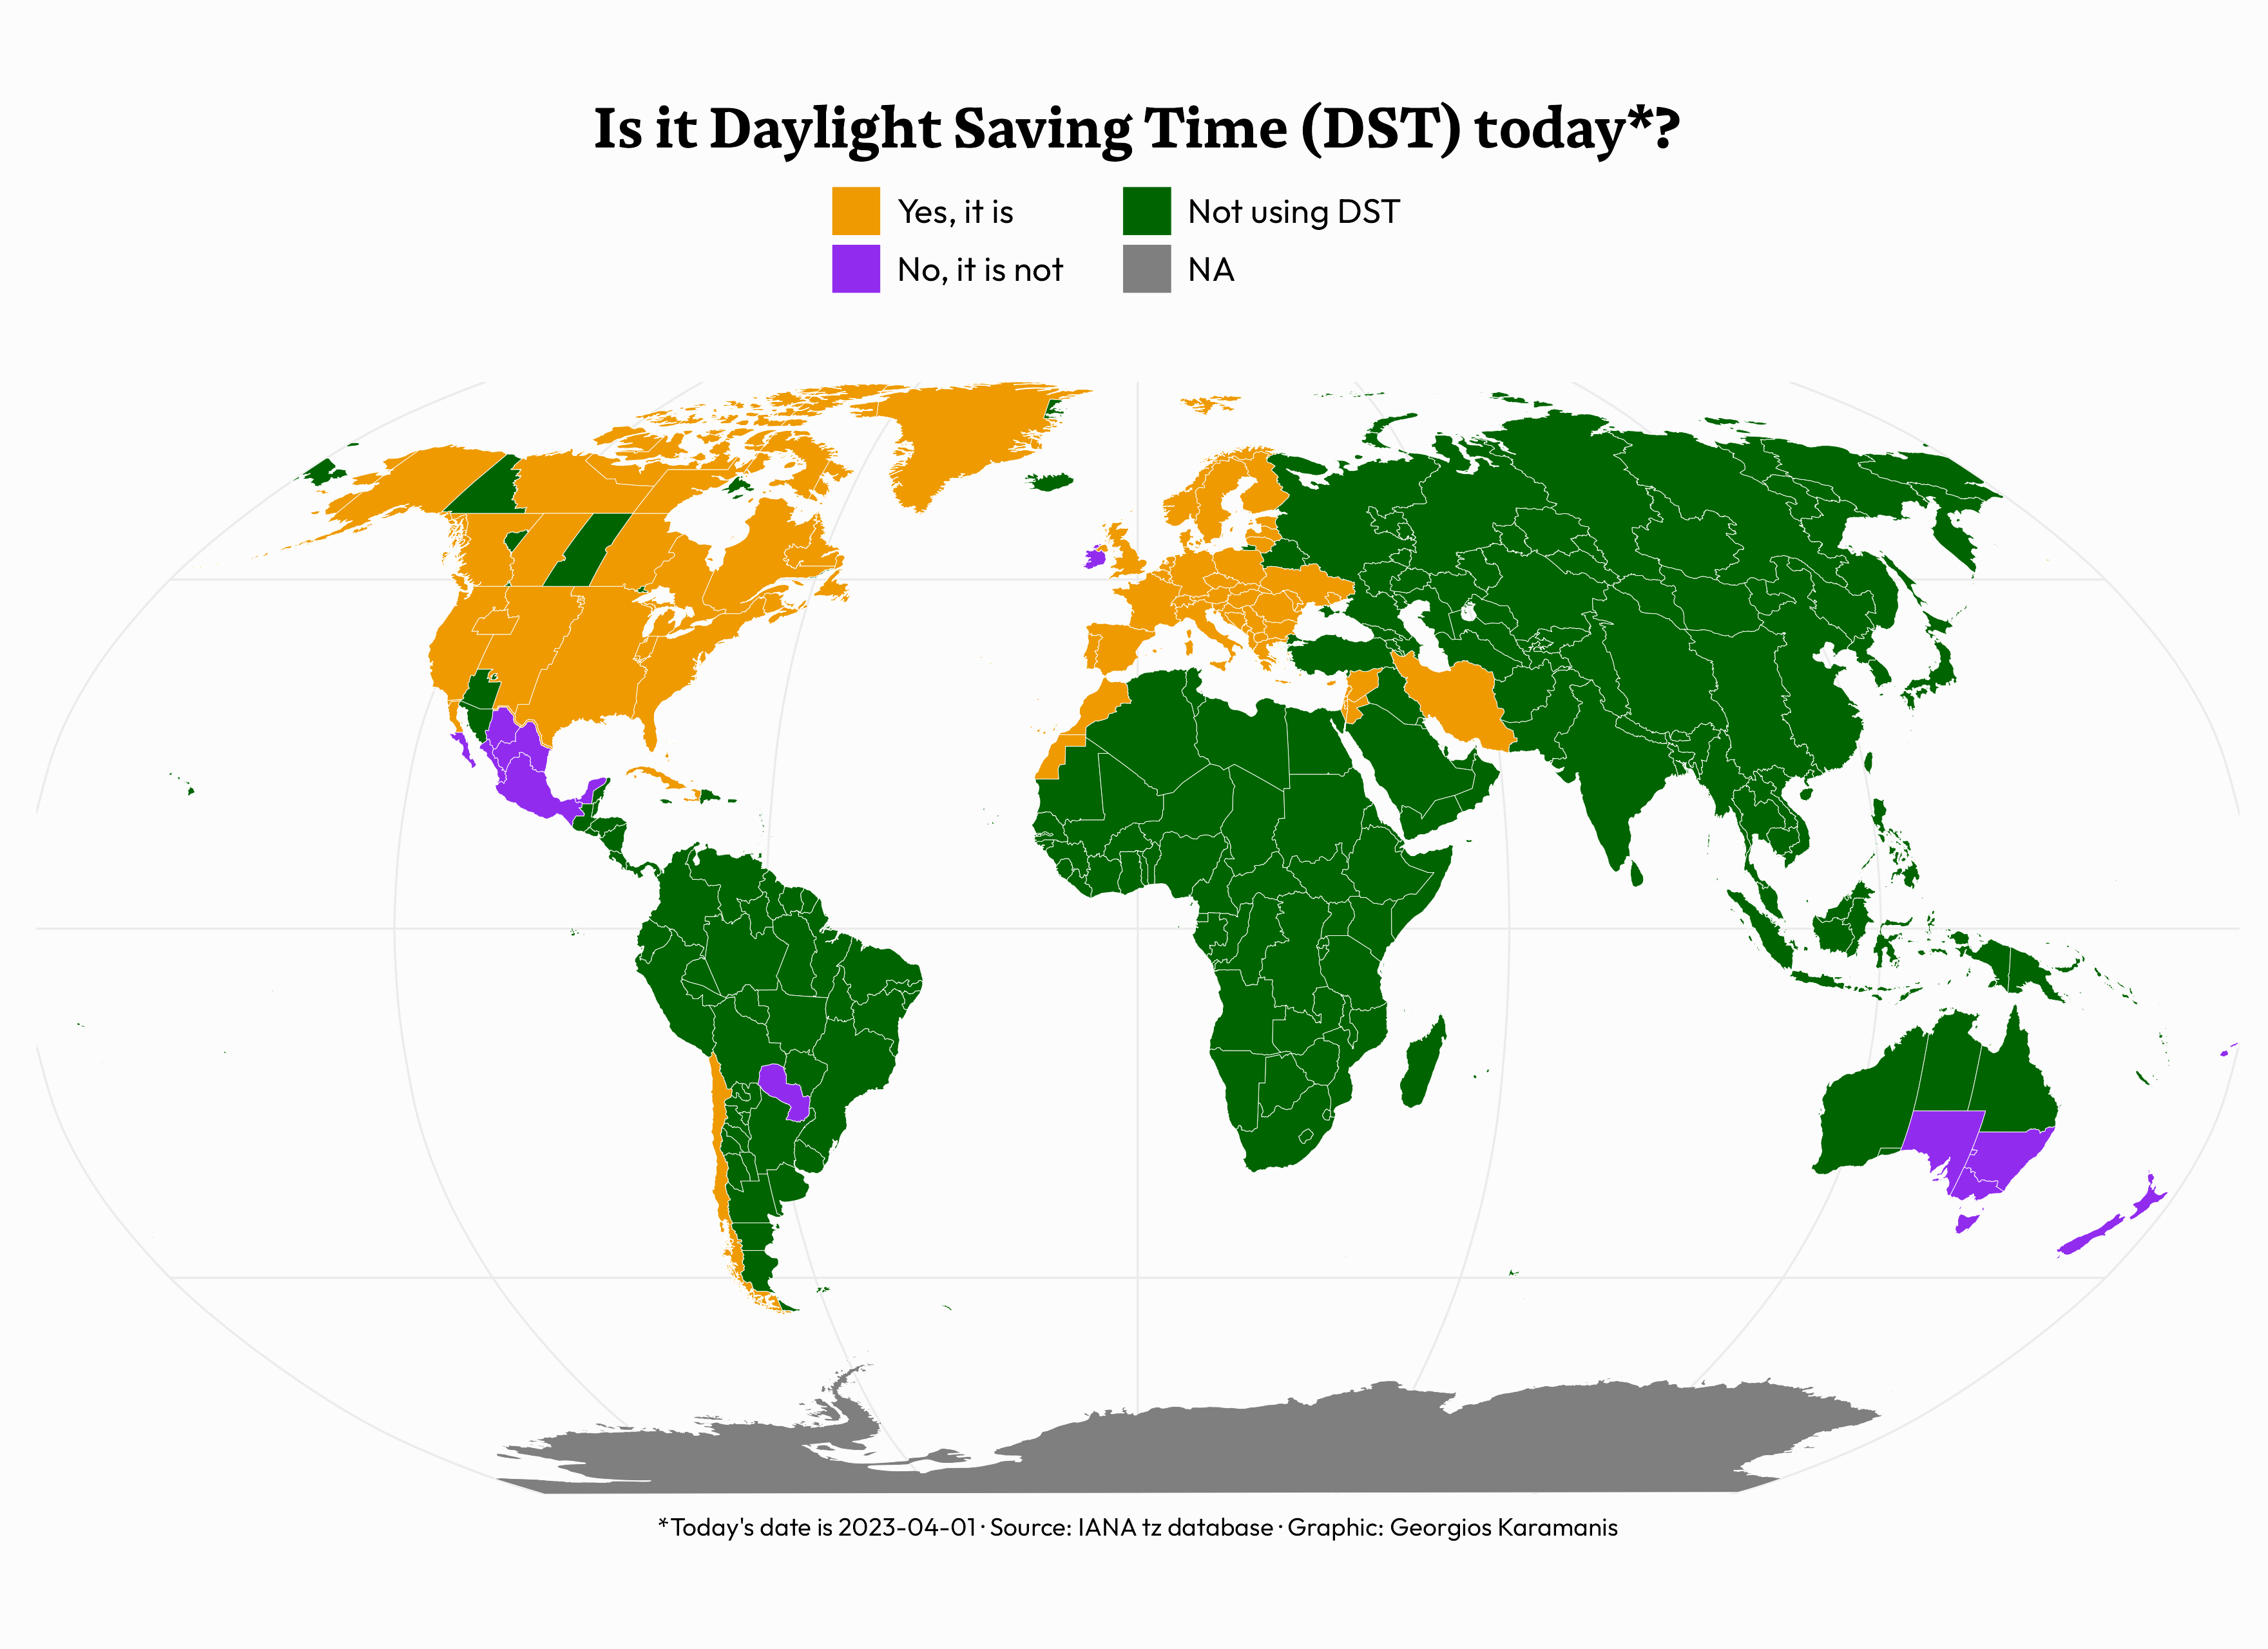 Is it Daylight Saving Time (DST) today*?
Yes, it is
Not using DST
No, it is not
NA
*Today's date is 2023-04-01 · Source: IANA tz database · Graphic: Georgios Karamanis